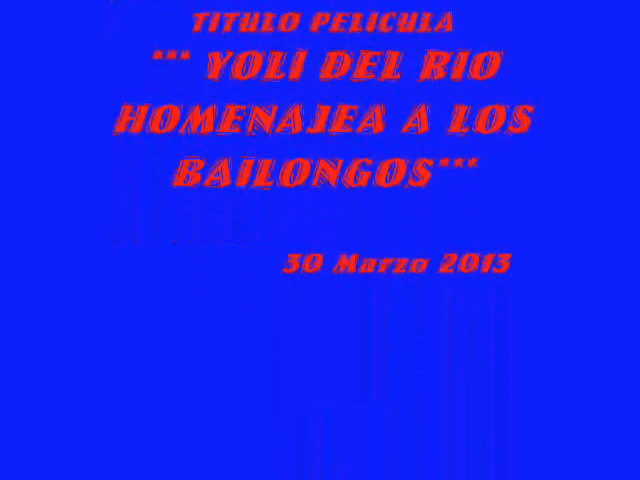 TITULO PELICULA
*** YOLI DEL RIO
HOMENAJEA A LOS
BAILONGOS***
30 Marzo 2013